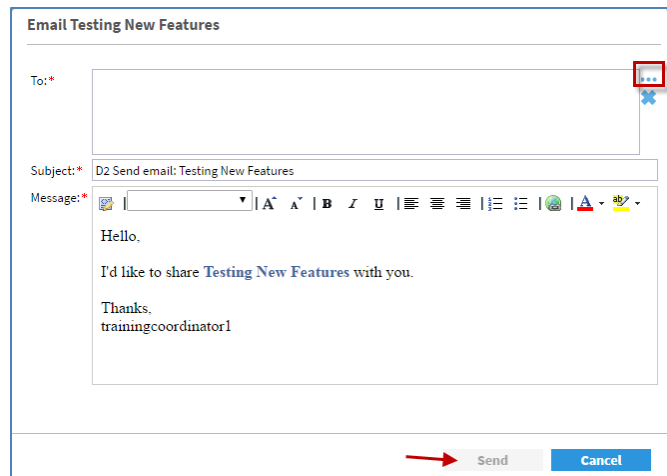 Email Testing New Features
To:*
...
Subject:* D2 Send email: Testing New Features
Message:*
A A B I U A ab
Hello,
I'd like to share Testing New Features with you.
Thanks,
trainingcoordinator1
Send Cancel